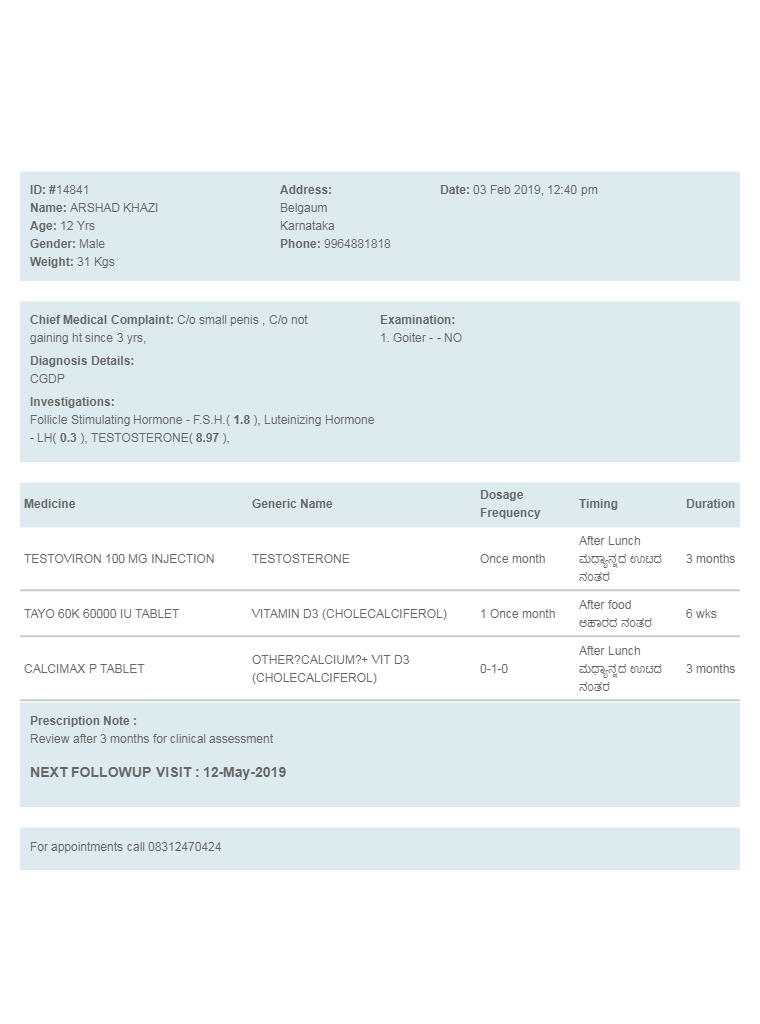 ID: #14841
Name: ARSHAD KHAZI
Age: 12 Yrs
Gender: Male
Weight: 31 Kgs
Address:
Belgaum
Karnataka
Phone: 9964881818
Date: 03 Feb 2019, 12:40 pm
Chief Medical Complaint: C/o small penis , C/o not
gaining ht since 3 yrs,
Diagnosis Details:
CGDP
Investigations:
Follicle Stimulating Hormone - F.S.H.( 1.8 ), Luteinizing Hormone
- LH( 0.3 ), TESTOSTERONE( 8.97 ),
Examination:
1. Goiter - - NO
Medicine Generic Name Dosage Frequency Timing Duration
TESTOVIRON 100 MG INJECTION TESTOSTERONE Once month After Lunch ಮಧ್ಯಾನ್ನದ ಊಟದ ನಂತರ 3 months
TAYO 60K 60000 IU TABLET VITAMIN D3 (CHOLECALCIFEROL) 1 Once month After food ಆಹಾರದ ನಂತರ 6 wks
CALCIMAX P TABLET OTHER?CALCIUM?+ VIT D3 (CHOLECALCIFEROL) 0-1-0 After Lunch ಮಧ್ಯಾನ್ನದ ಊಟದ ನಂತರ 3 months
Prescription Note :
Review after 3 months for clinical assessment
NEXT FOLLOWUP VISIT : 12-May-2019
For appointments call 08312470424